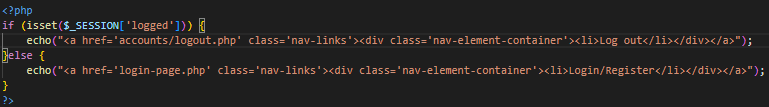 <?php
if (isset($_SESSION['logged'])) {
    echo("<a href='accounts/logout.php' class='nav-links'><div class='nav-element-container'><li>Log out</li></div></a>");
}else {
    echo("<a href='login-page.php' class='nav-links'><div class='nav-element-container'><li>Login/Register</li></div></a>");
}
?>